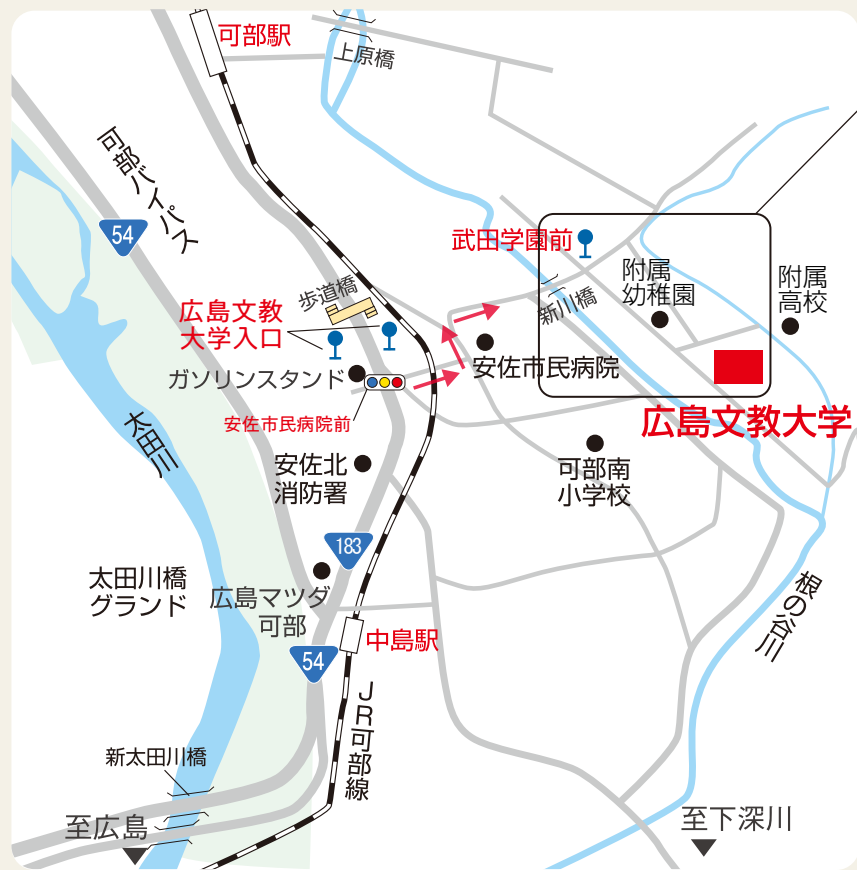 可部駅
上原橋
可部バイパス
54
武田学園前
附属
幼稚園
附属
高校
歩道橋
新川橋
広島文教
大学入口
ガソリンスタンド
安佐市民病院
安佐市民病院前
広島文教大学
太田川
安佐北
消防署
可部南
小学校
183
太田川橋
グランド
広島マツダ
可部
根の谷川
中島駅
54
JR可部線
新太田川橋
至広島
至下深川